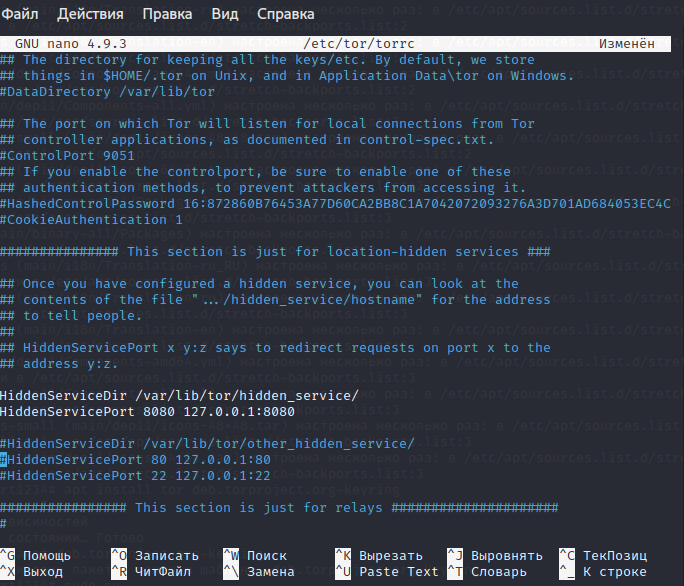 Файл Действия Правка Вид Справка
GNU nano 4.9.3 /etc/tor/torrc Изменён
## The directory for keeping all the keys/etc. By default, we store
## things in $HOME/.tor on Unix, and in Application Data\tor on Windows.
#DataDirectory /var/lib/tor
## The port on which Tor will listen for local connections from Tor
## controller applications, as documented in control-spec.txt.
#ControlPort 9051
## If you enable the controlport, be sure to enable one of these
## authentication methods, to prevent attackers from accessing it.
#HashedControlPassword 16:872860B76453A77D60CA2BB8C1A7042072093276A3D701AD684053EC4C
#CookieAuthentication 1
############### This section is just for location-hidden services ###
## Once you have configured a hidden service, you can look at the
## contents of the file ".../hidden_service/hostname" for the address
## to tell people.
##
## HiddenServicePort x y:z says to redirect requests on port x to the
## address y:z.
HiddenServiceDir /var/lib/tor/hidden_service/
HiddenServicePort 8080 127.0.0.1:8080
#HiddenServiceDir /var/lib/tor/other_hidden_service/
#HiddenServicePort 80 127.0.0.1:80
#HiddenServicePort 22 127.0.0.1:22
################ This section is just for relays #####################
#
^G Помощь ^O Записать ^W Поиск ^K Вырезать ^J Выровнять ^C ТекПозиц
^X Выход ^R ЧитФайл ^\ Замена ^U Paste Text ^T Словарь ^_ К строке